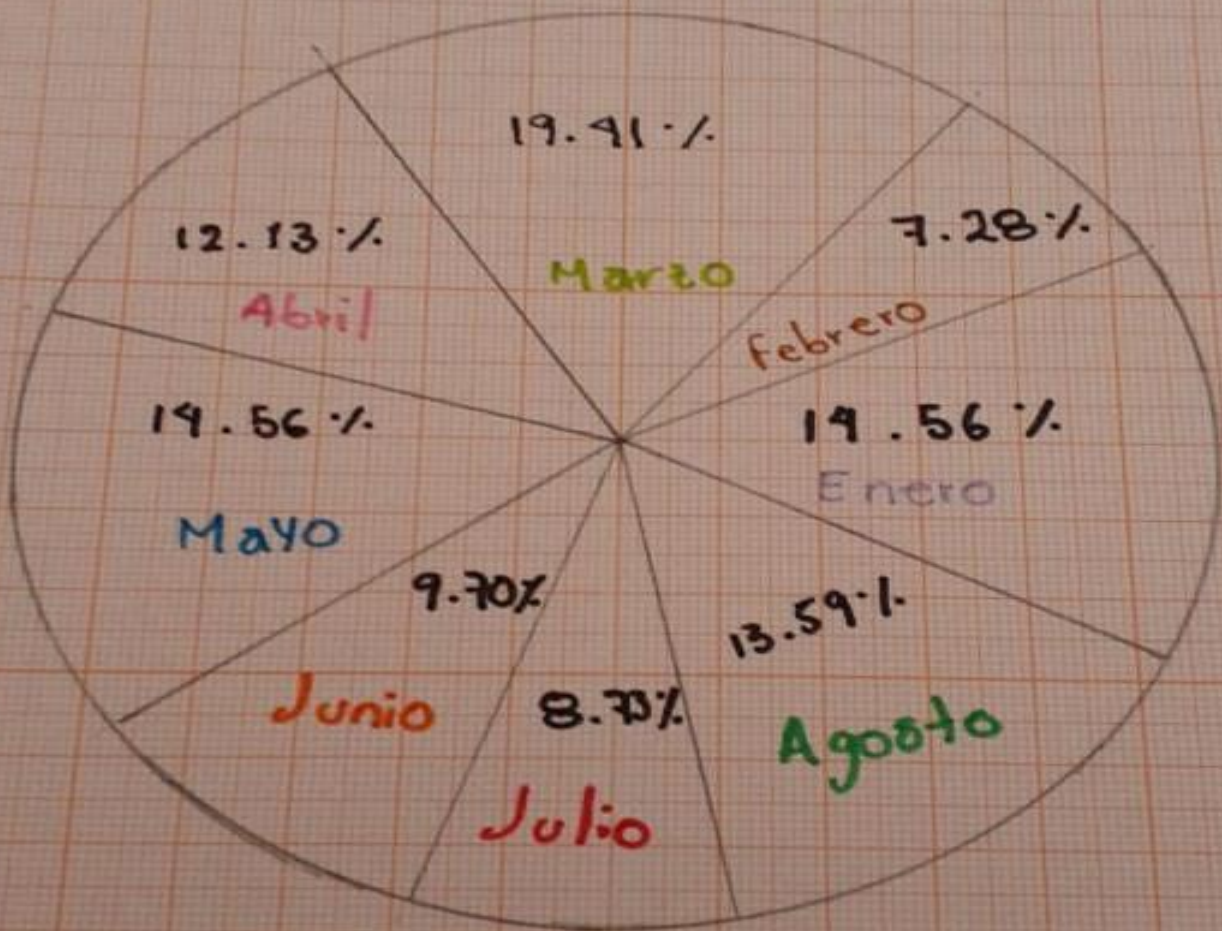 19.41%
Marzo
7.28%
febrero
14.56%
Enero
13.59%
Agosto
8.73%
Julio
9.70%
Junio
14.56%
Mayo
12.13%
Abril